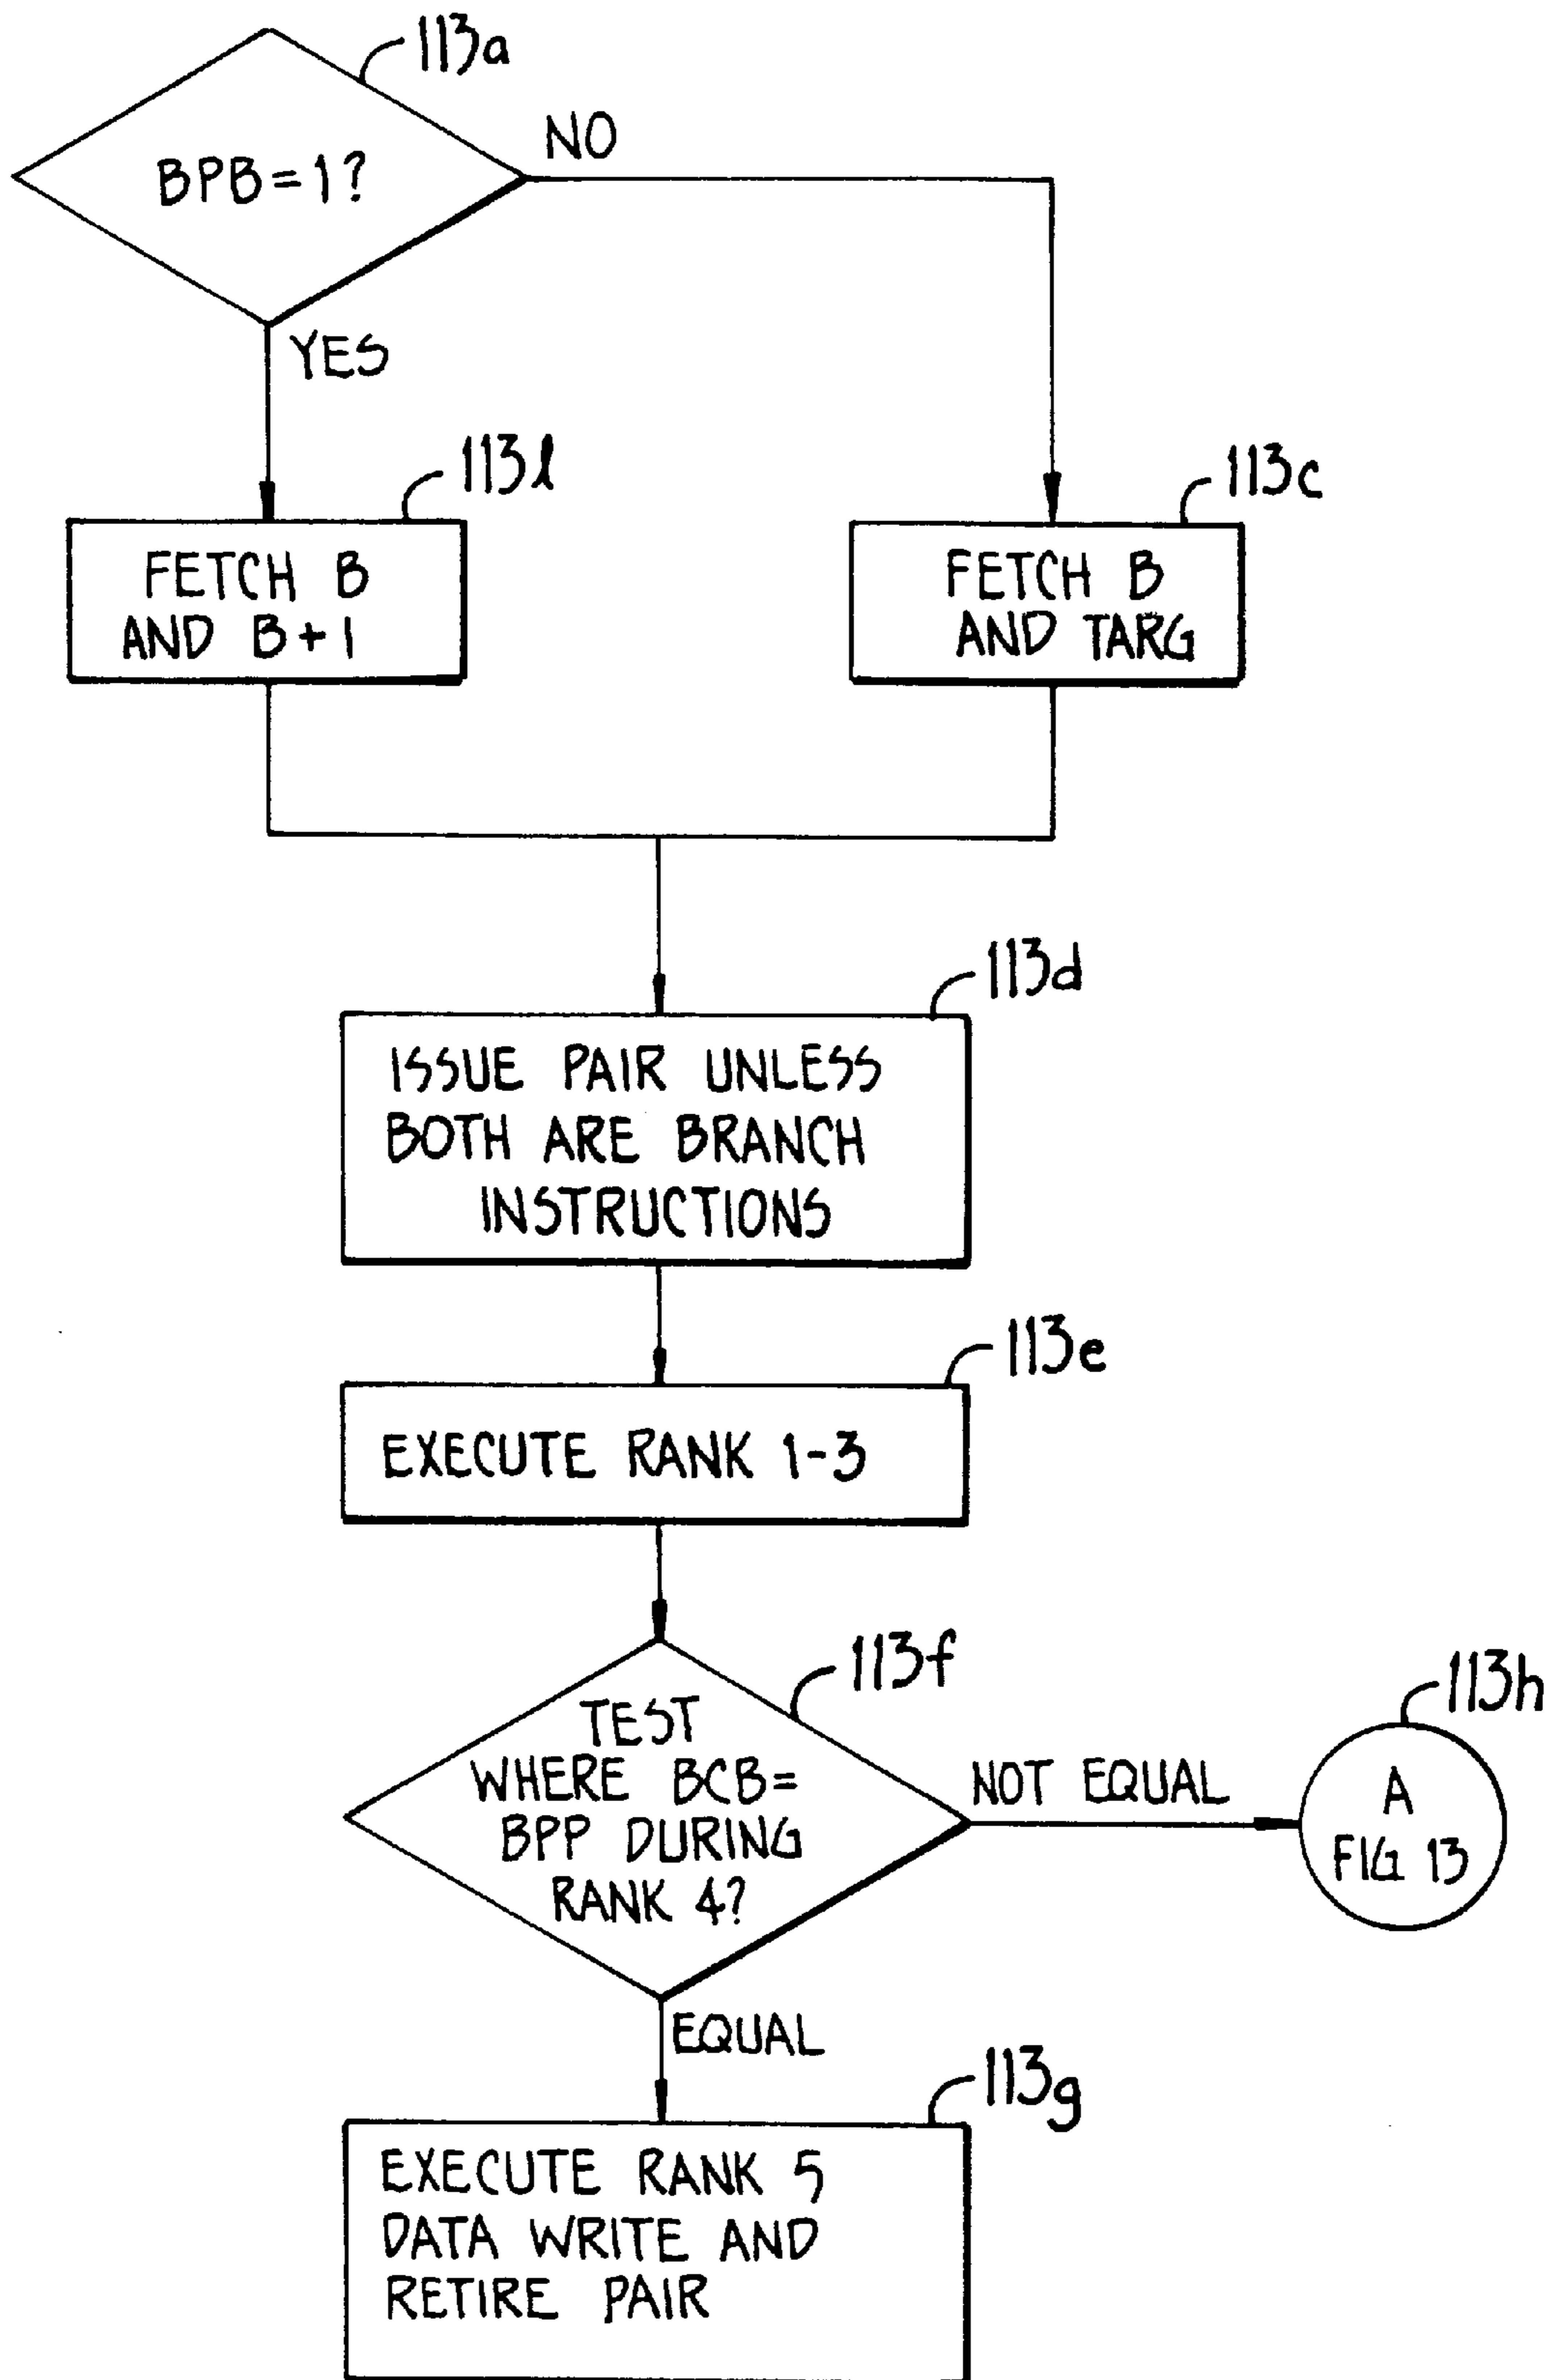 113a
BPB=1?
NO
YES
113l
FETCH B
AND B+1
113c
FETCH B
AND TARG
113d
ISSUE PAIR UNLESS
BOTH ARE BRANCH
INSTRUCTIONS
113e
EXECUTE RANK 1-3
113f
TEST
WHERE BCB=
BPP DURING
RANK 4?
NOT EQUAL
113h
A
FIG 13
EQUAL
113g
EXECUTE RANK 5
DATA WRITE AND
RETIRE PAIR